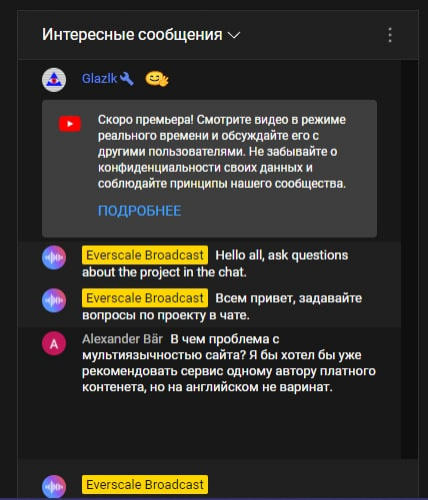 Интересные сообщения
Glazlk
Скоро премьера! Смотрите видео в режиме
реального времени и обсуждайте его с
другими пользователями. Не забывайте о
конфиденциальности своих данных и
соблюдайте принципы нашего сообщества.
ПОДРОБНЕЕ
Everscale Broadcast Hello all, ask questions
about the project in the chat.
Everscale Broadcast Всем привет, задавайте
вопросы по проекту в чате.
A Alexander Bär В чем проблема с
мультиязычностью сайта? Я бы хотел бы уже
рекомендовать сервис одному автору платного
контенета, но на английском не варинат.
Everscale Broadcast